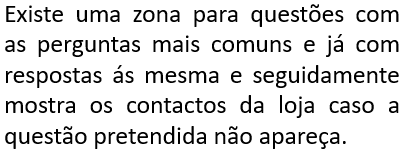 Existe uma zona para questões com
as perguntas mais comuns e já com
respostas ás mesma e seguidamente
mostra os contactos da loja caso a
questão pretendida não apareça.